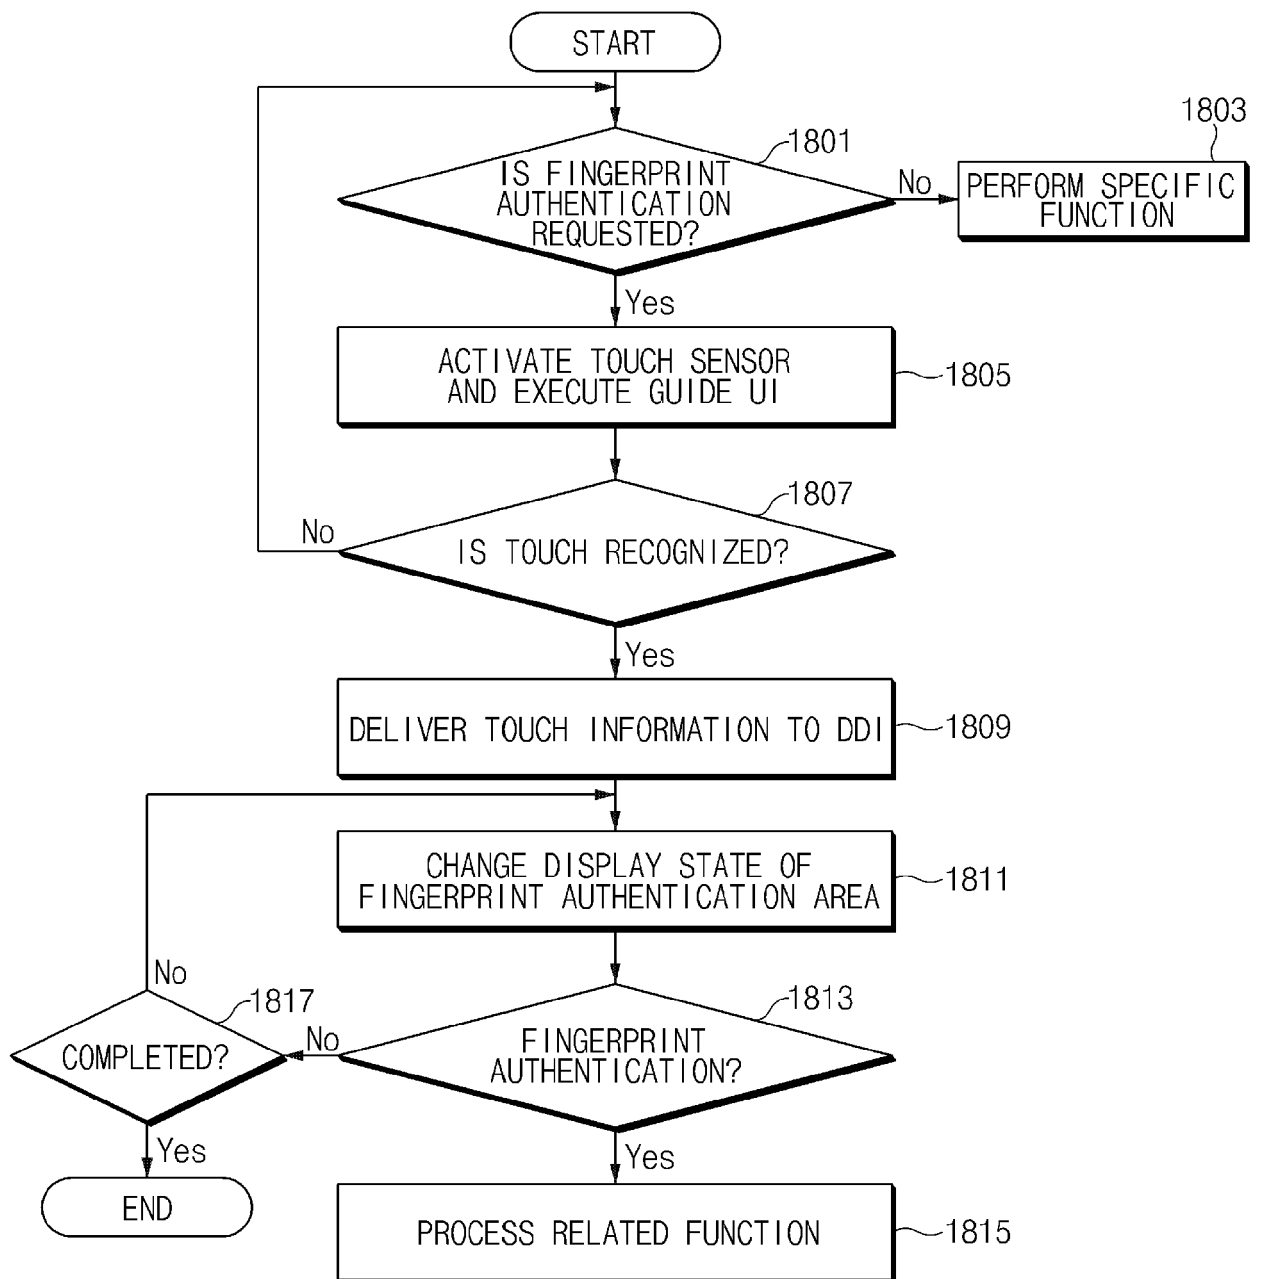 START
1801
1803
IS FINGERPRINT
AUTHENTICATION
REQUESTED?
No
PERFORM SPECIFIC
FUNCTION
Yes
ACTIVATE TOUCH SENSOR
AND EXECUTE GUIDE UI
1805
1807
No
IS TOUCH RECOGNIZED?
Yes
DELIVER TOUCH INFORMATION TO DDI
1809
CHANGE DISPLAY STATE OF
FINGERPRINT AUTHENTICATION AREA
1811
No
1817
1813
COMPLETED?
No
FINGERPRINT
AUTHENTICATION?
Yes
Yes
END
PROCESS RELATED FUNCTION
1815